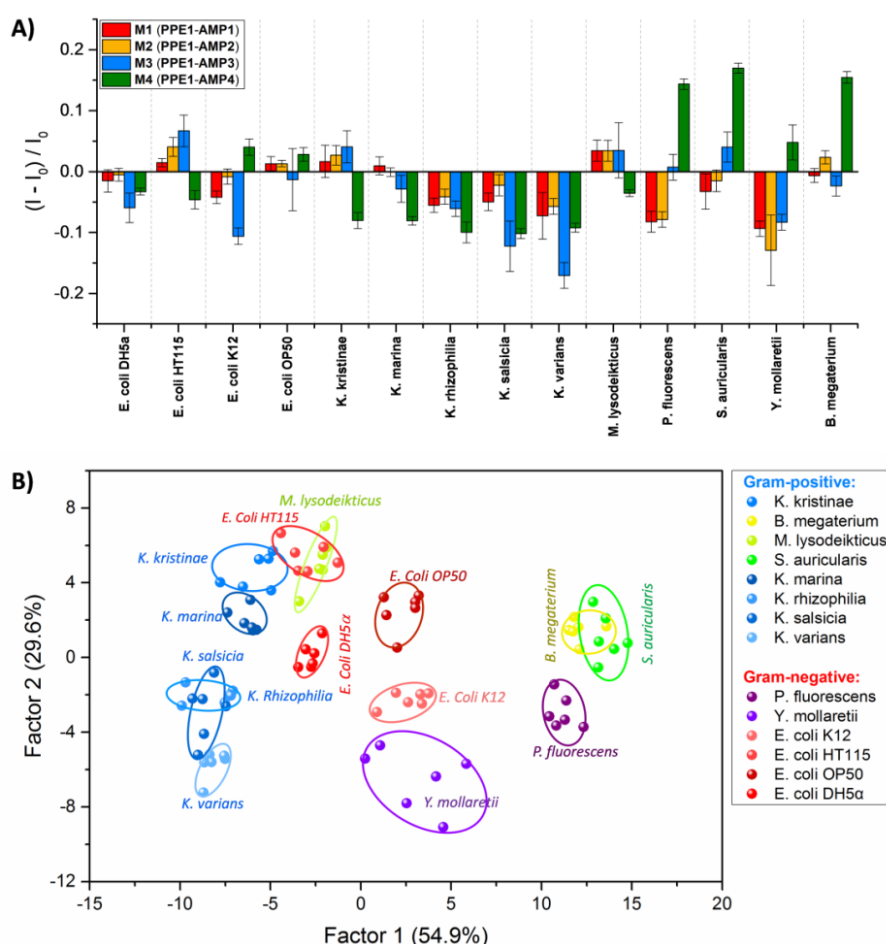 A)
M1 (PPE1-AMP1)
M2 (PPE1-AMP2)
M3 (PPE1-AMP3)
M4 (PPE1-AMP4)
(I - I0) / I0
0.2
0.1
0.0
-0.1
-0.2
E. coli DH5a
E. coli HT115
E. coli K12
E. coli OP50
K. kristinae
K. marina
K. rhizophilia
K. salsicia
K. varians
M. lysodeikticus
P. fluorescens
S. auricularis
Y. mollaretii
B. megaterium
B)
Factor 2 (29.6%)
8
4
0
-4
-8
-12
M. lysodeikticus
E. Coli HT115
K. kristinae
E. Coli OP50
K. marina
E. Coli DH5α
B. megaterium
S. auricularis
K. salsicia
K. Rhizophilia
E. Coli K12
P. fluorescens
K. varians
Y. mollaretii
-15
-10
-5
0
5
10
15
20
Factor 1 (54.9%)
Gram-positive:
K. kristinae
B. megaterium
M. lysodeikticus
S. auricularis
K. marina
K. rhizophilia
K. salsicia
K. varians
Gram-negative:
P. fluorescens
Y. mollaretii
E. coli K12
E. coli HT115
E. coli OP50
E. coli DH5α